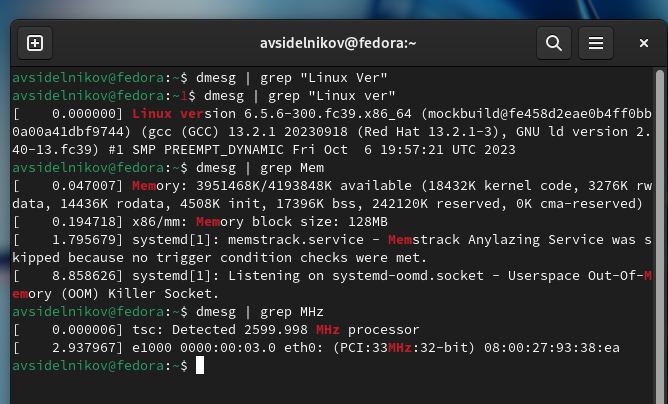 avsidelnikov@fedora:~
avsidelnikov@fedora:~$ dmesg | grep "Linux Ver"
avsidelnikov@fedora:~1$ dmesg | grep "Linux ver"
[    0.000000] Linux version 6.5.6-300.fc39.x86_64 (mockbuild@fe458d2eae0b4ff0bb
0a00a41dbf9744) (gcc (GCC) 13.2.1 20230918 (Red Hat 13.2.1-3), GNU ld version 2.
40-13.fc39) #1 SMP PREEMPT_DYNAMIC Fri Oct  6 19:57:21 UTC 2023
avsidelnikov@fedora:~$ dmesg | grep Mem
[    0.047007] Memory: 3951468K/4193848K available (18432K kernel code, 3276K rw
data, 14436K rodata, 4508K init, 17396K bss, 242120K reserved, 0K cma-reserved)
[    0.194718] x86/mm: Memory block size: 128MB
[    1.795679] systemd[1]: memstrack.service - Memstrack Anylazing Service was s
kipped because no trigger condition checks were met.
[    8.858626] systemd[1]: Listening on systemd-oomd.socket - Userspace Out-Of-M
emory (OOM) Killer Socket.
avsidelnikov@fedora:~$ dmesg | grep MHz
[    0.000006] tsc: Detected 2599.998 MHz processor
[    2.937967] e1000 0000:00:03.0 eth0: (PCI:33MHz:32-bit) 08:00:27:93:38:ea
avsidelnikov@fedora:~$